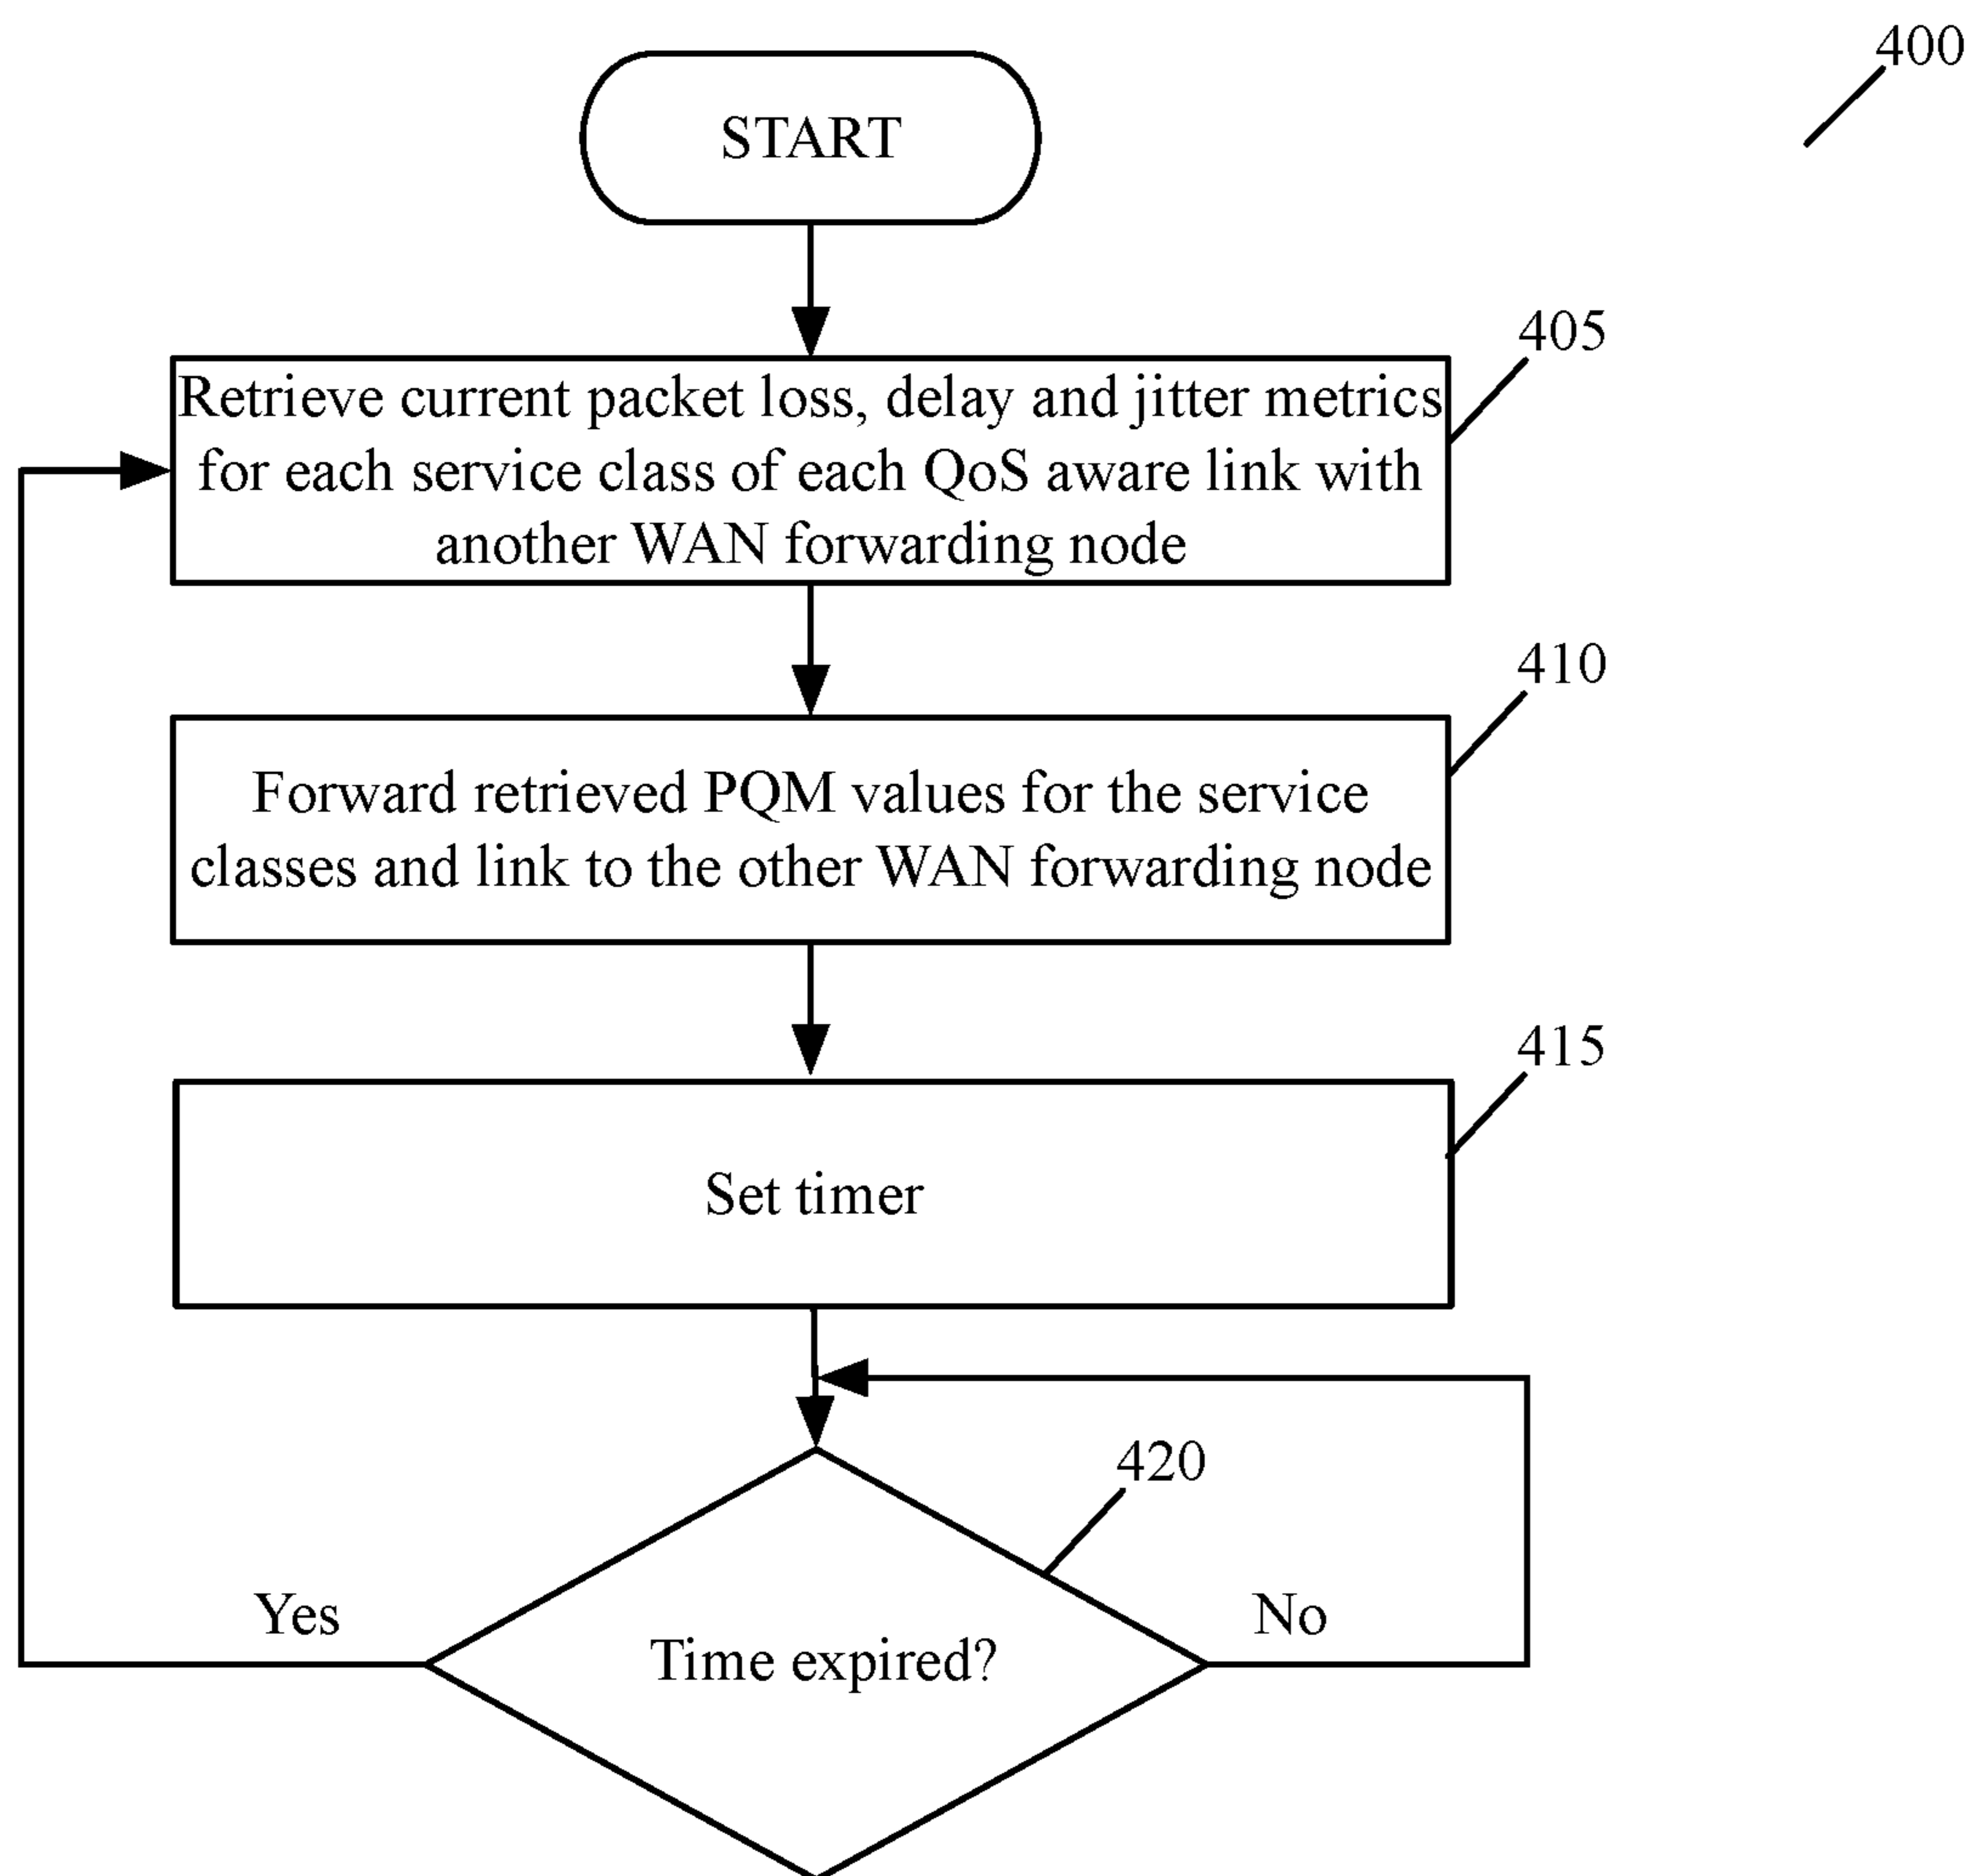 400
START
405
Retrieve current packet loss, delay and jitter metrics
for each service class of each QoS aware link with
another WAN forwarding node
410
Forward retrieved PQM values for the service
classes and link to the other WAN forwarding node
415
Set timer
420
Yes
No
Time expired?